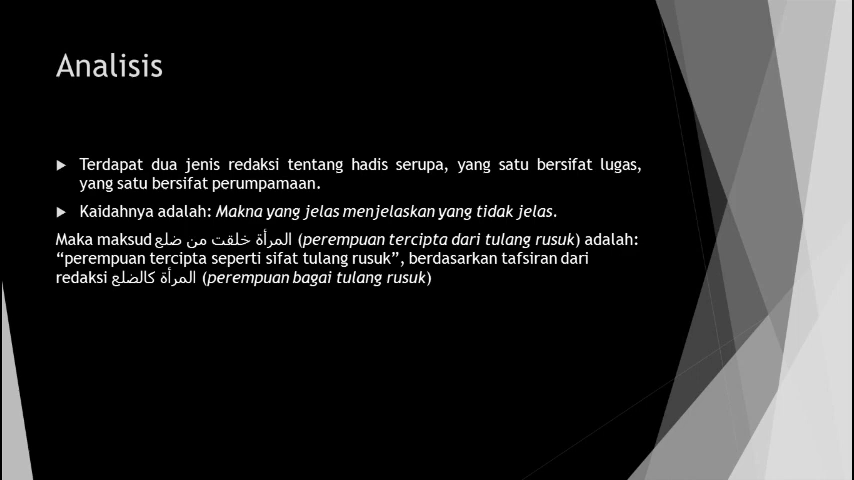 Analisis
Terdapat dua jenis redaksi tentang hadis serupa, yang satu bersifat lugas,
yang satu bersifat perumpamaan.
Kaidahnya adalah: Makna yang jelas menjelaskan yang tidak jelas.
Maka maksud المرأة خلقت من ضلع (perempuan tercipta dari tulang rusuk) adalah:
“perempuan tercipta seperti sifat tulang rusuk”, berdasarkan tafsiran dari
redaksi المرأة كالضلع (perempuan bagai tulang rusuk)